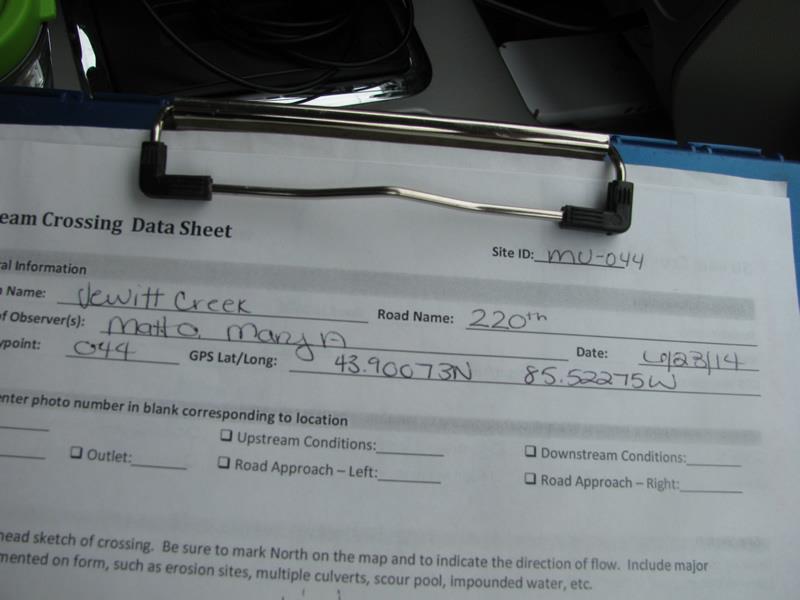 eam Crossing Data Sheet
Site ID: MU-044
al Information
Name: Jewitt Creek Road Name: 220th
of Observer(s): Matt O Mary A Date: 6/23/14
ypoint: 044 GPS Lat/Long: 43.90073N 85.52275W
enter photo number in blank corresponding to location
☐ Upstream Conditions: ☐ Downstream Conditions:
☐ Outlet: ☐ Road Approach – Left: ☐ Road Approach – Right:
head sketch of crossing. Be sure to mark North on the map and to indicate the direction of flow. Include major
mented on form, such as erosion sites, multiple culverts, scour pool, impounded water, etc.